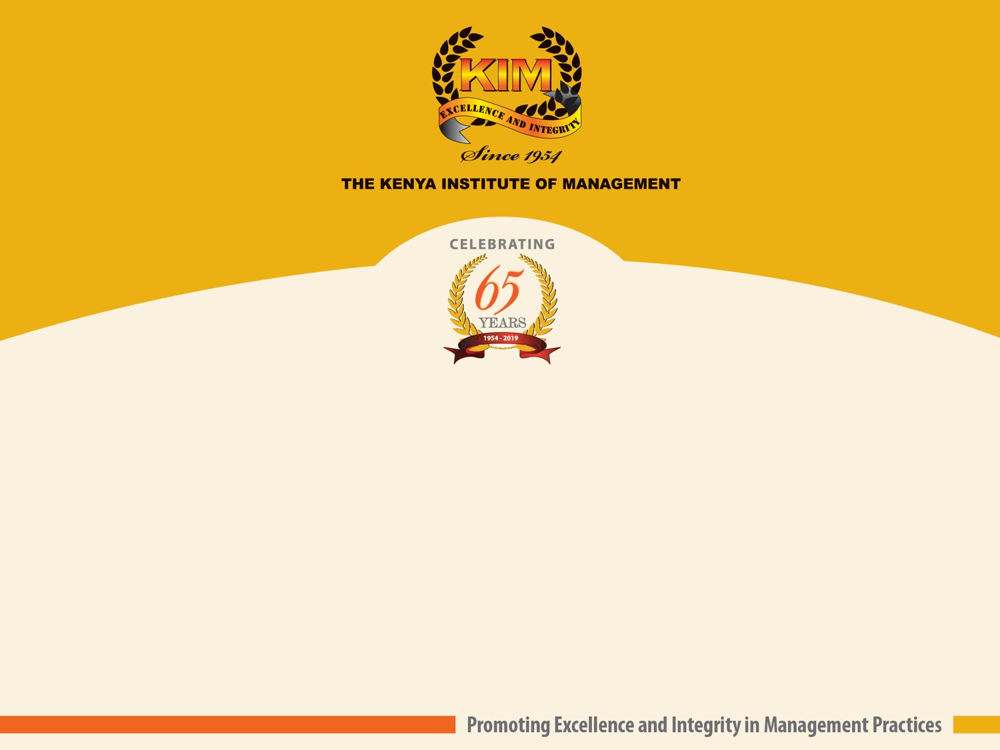 KIM
EXCELLENCE AND INTEGRITY
Since 1954
THE KENYA INSTITUTE OF MANAGEMENT
CELEBRATING
65
YEARS
1954 - 2019
Promoting Excellence and Integrity in Management Practices